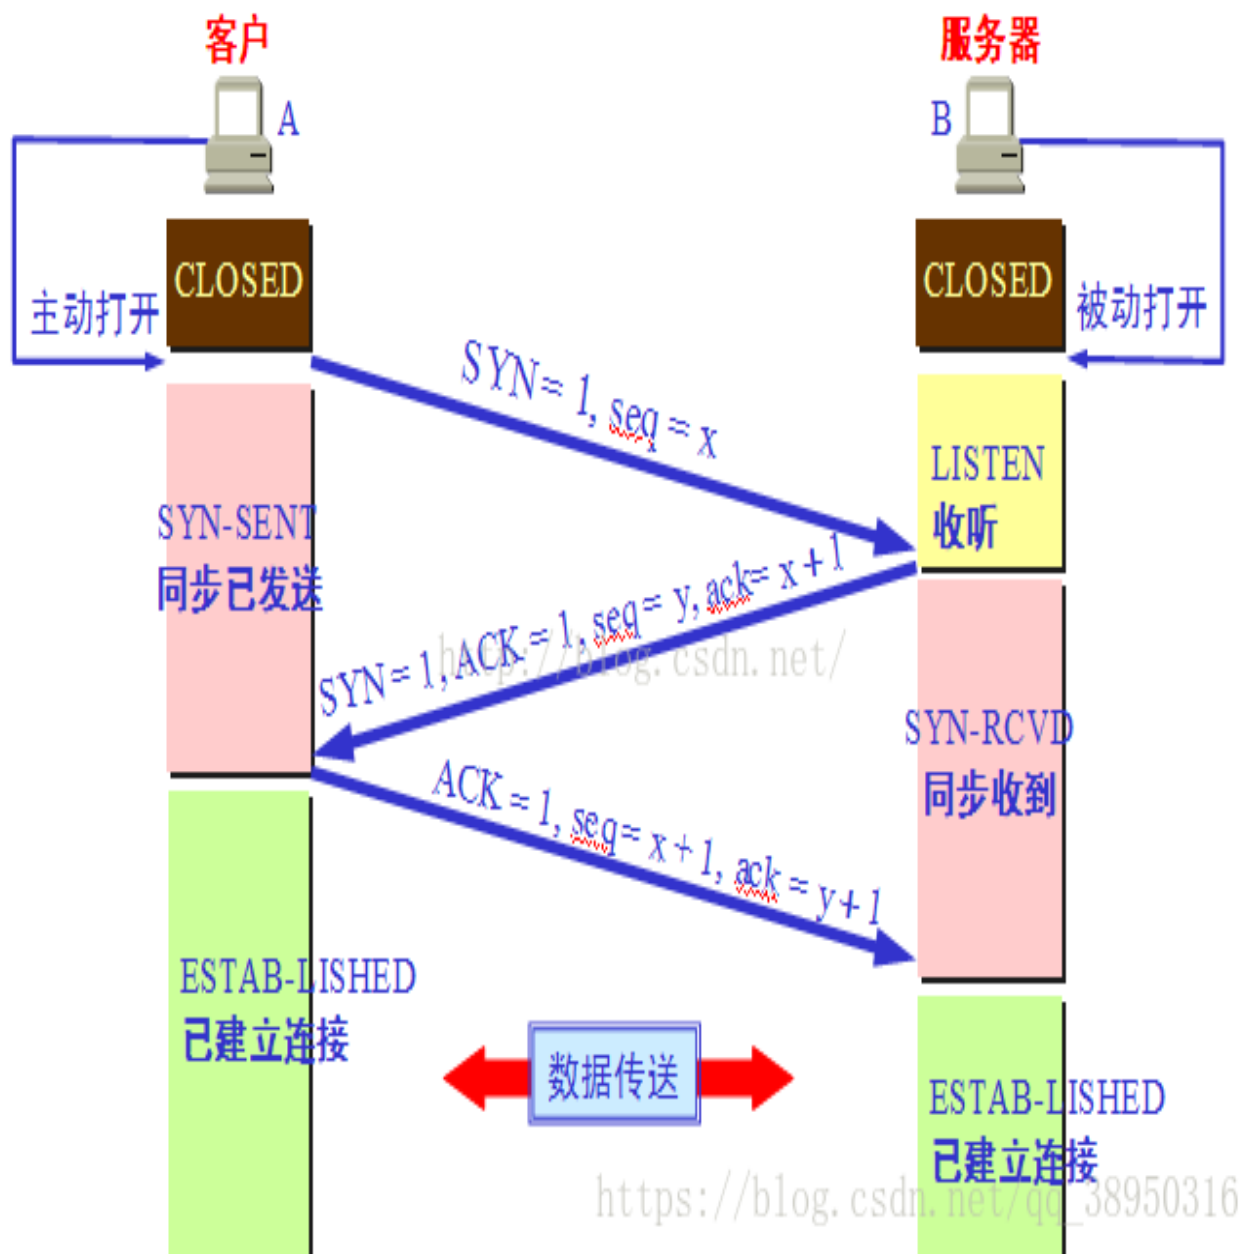 客户
服务器
A
B
CLOSED
CLOSED
主动打开
被动打开
SYN = 1, seq = x
LISTEN
收听
SYN-SENT
同步已发送
SYN = 1, ACK = 1, seq = y, ack= x + 1
http://blog.csdn.net/
SYN-RCVD
同步收到
ACK = 1, seq = x + 1, ack = y + 1
ESTAB-LISHED
已建立连接
数据传送
ESTAB-LISHED
已建立连接
https://blog.csdn.net/qq_38950316